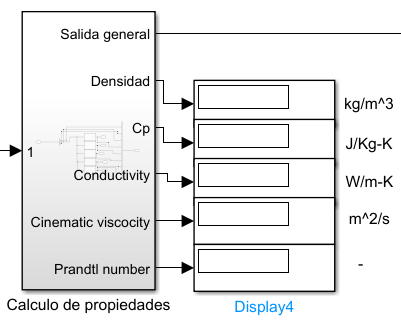 Salida general
Densidad
kg/m^3
Cp
J/Kg-K
1
Conductivity
W/m-K
Cinematic viscocity
m^2/s
Prandtl number
-
Calculo de propiedades
Display4